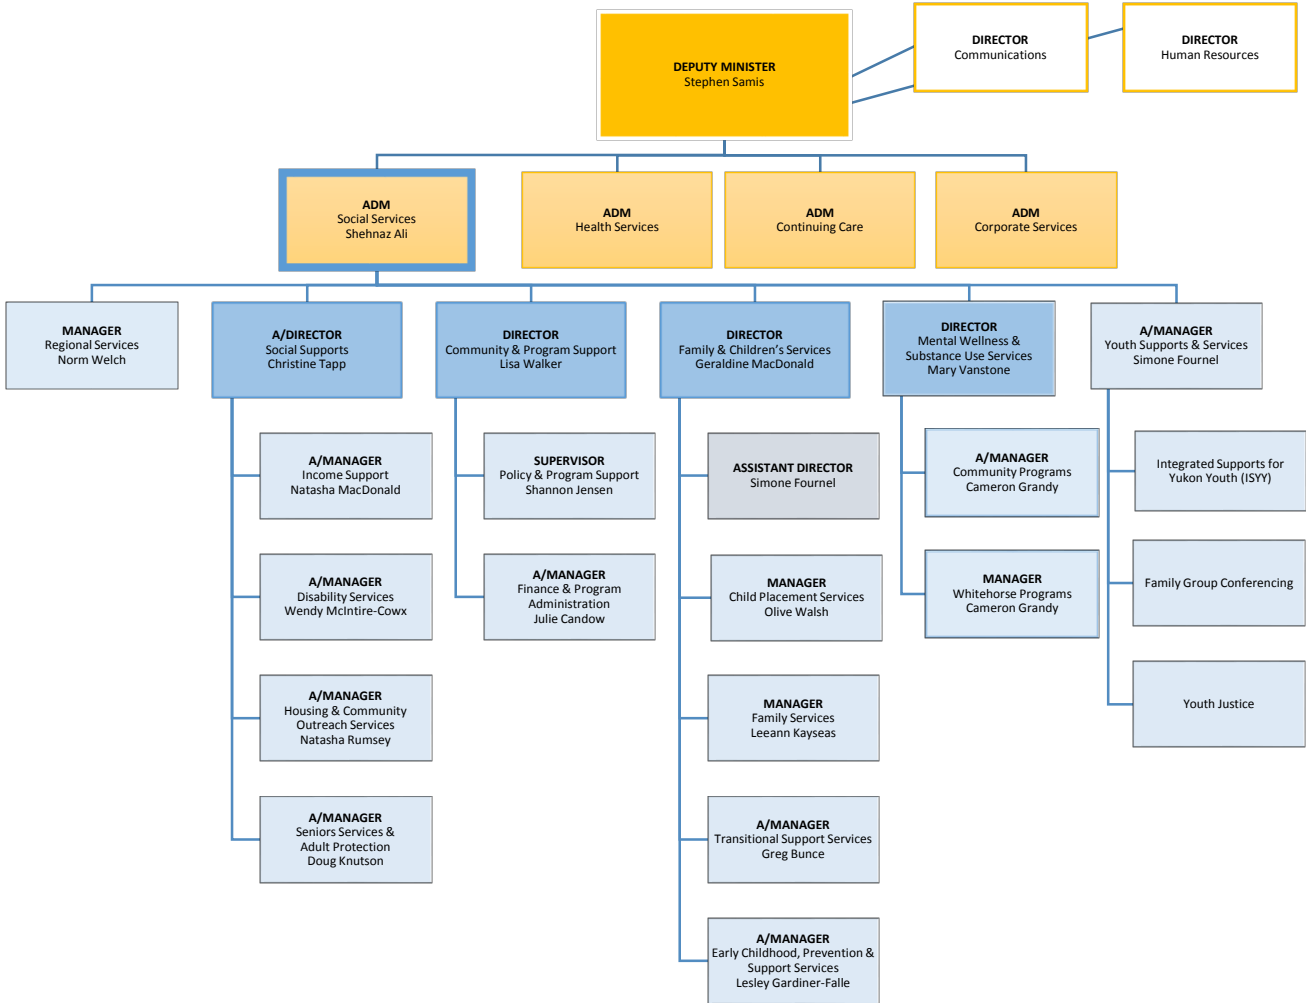 DEPUTY MINISTER
Stephen Samis
DIRECTOR
Communications
DIRECTOR
Human Resources
ADM
Social Services
Shehnaz Ali
ADM
Health Services
ADM
Continuing Care
ADM
Corporate Services
MANAGER
Regional Services
Norm Welch
A/DIRECTOR
Social Supports
Christine Tapp
DIRECTOR
Community & Program Support
Lisa Walker
DIRECTOR
Family & Children's Services
Geraldine MacDonald
DIRECTOR
Mental Wellness &
Substance Use Services
Mary Vanstone
A/MANAGER
Youth Supports & Services
Simone Fournel
A/MANAGER
Income Support
Natasha MacDonald
A/MANAGER
Disability Services
Wendy McIntire-Cowx
A/MANAGER
Housing & Community
Outreach Services
Natasha Rumsey
A/MANAGER
Seniors Services &
Adult Protection
Doug Knutson
SUPERVISOR
Policy & Program Support
Shannon Jensen
A/MANAGER
Finance & Program
Administration
Julie Candow
ASSISTANT DIRECTOR
Simone Fournel
MANAGER
Child Placement Services
Olive Walsh
MANAGER
Family Services
Leeann Kayseas
A/MANAGER
Transitional Support Services
Greg Bunce
A/MANAGER
Early Childhood, Prevention &
Support Services
Lesley Gardiner-Falle
A/MANAGER
Community Programs
Cameron Grandy
MANAGER
Whitehorse Programs
Cameron Grandy
Integrated Supports for
Yukon Youth (ISYY)
Family Group Conferencing
Youth Justice